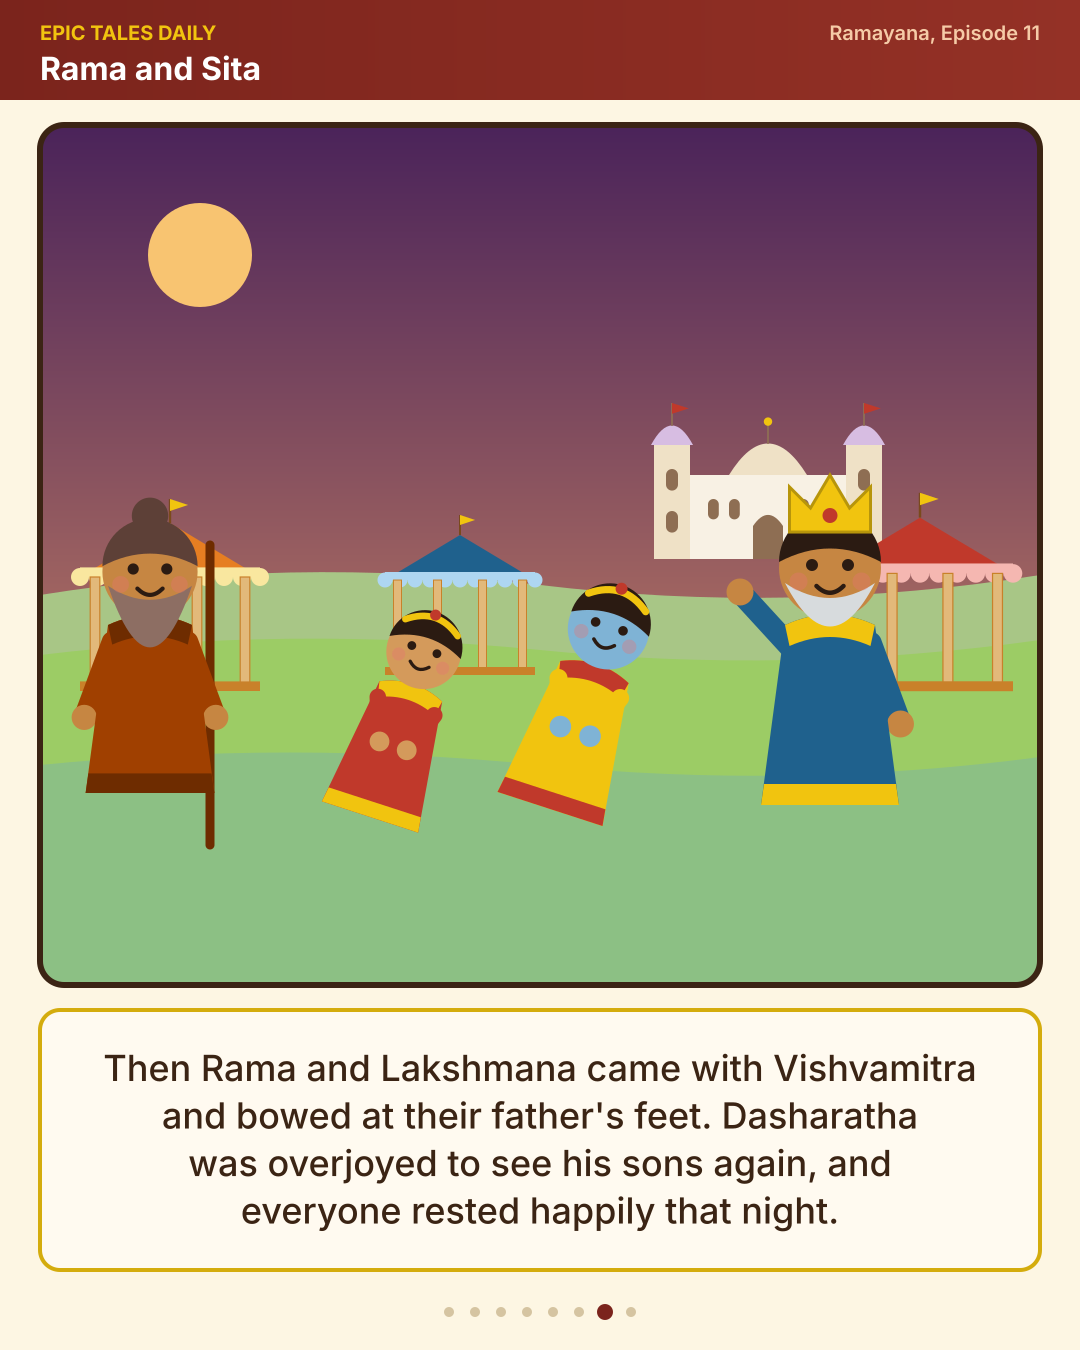 EPIC TALES DAILY
Ramayana, Episode 11
Rama and Sita
Then Rama and Lakshmana came with Vishvamitra
and bowed at their father's feet. Dasharatha
was overjoyed to see his sons again, and
everyone rested happily that night.